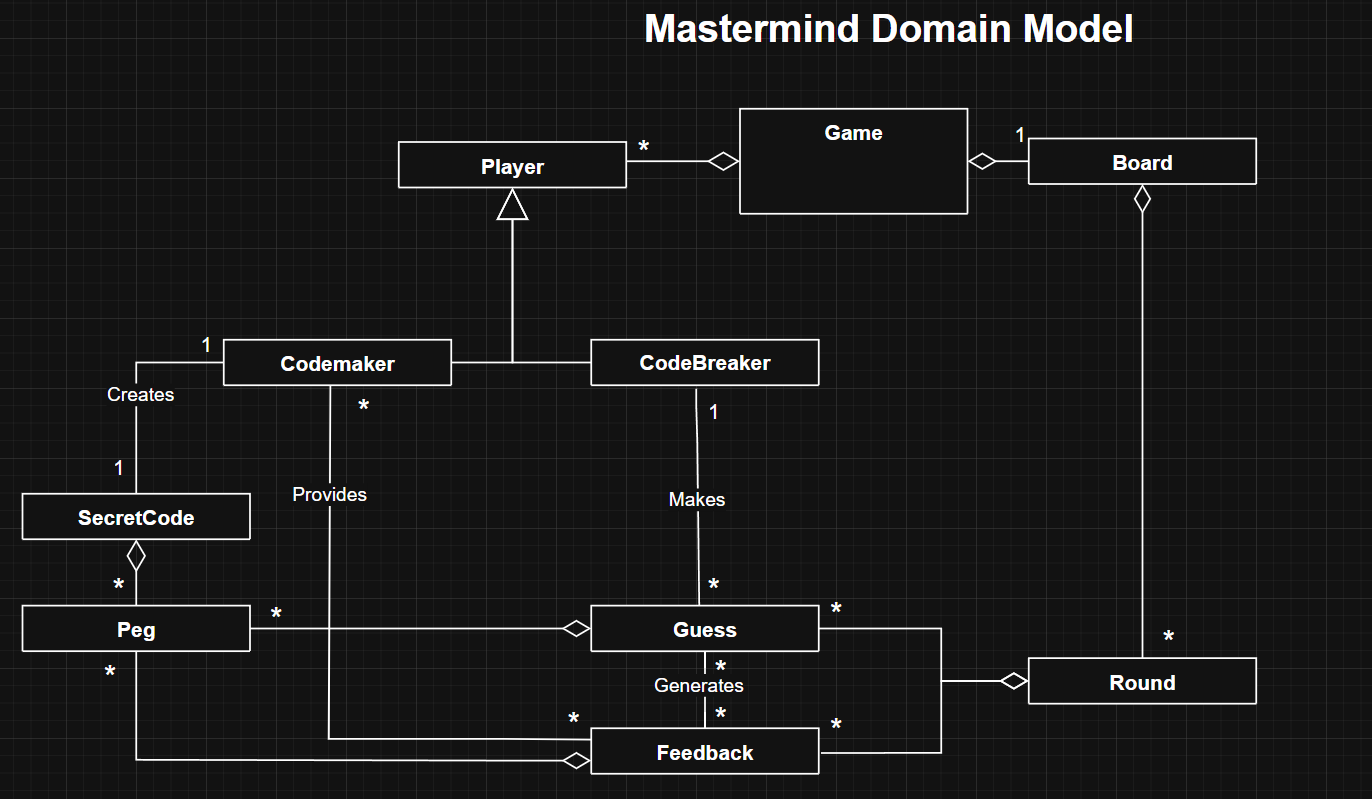 Mastermind Domain Model
Game
*
1
Player
Board
1
Codemaker
CodeBreaker
Creates
*
1
1
Provides
Makes
SecretCode
*
*
*
*
Peg
Guess
*
*
*
Generates
Round
*
*
*
Feedback